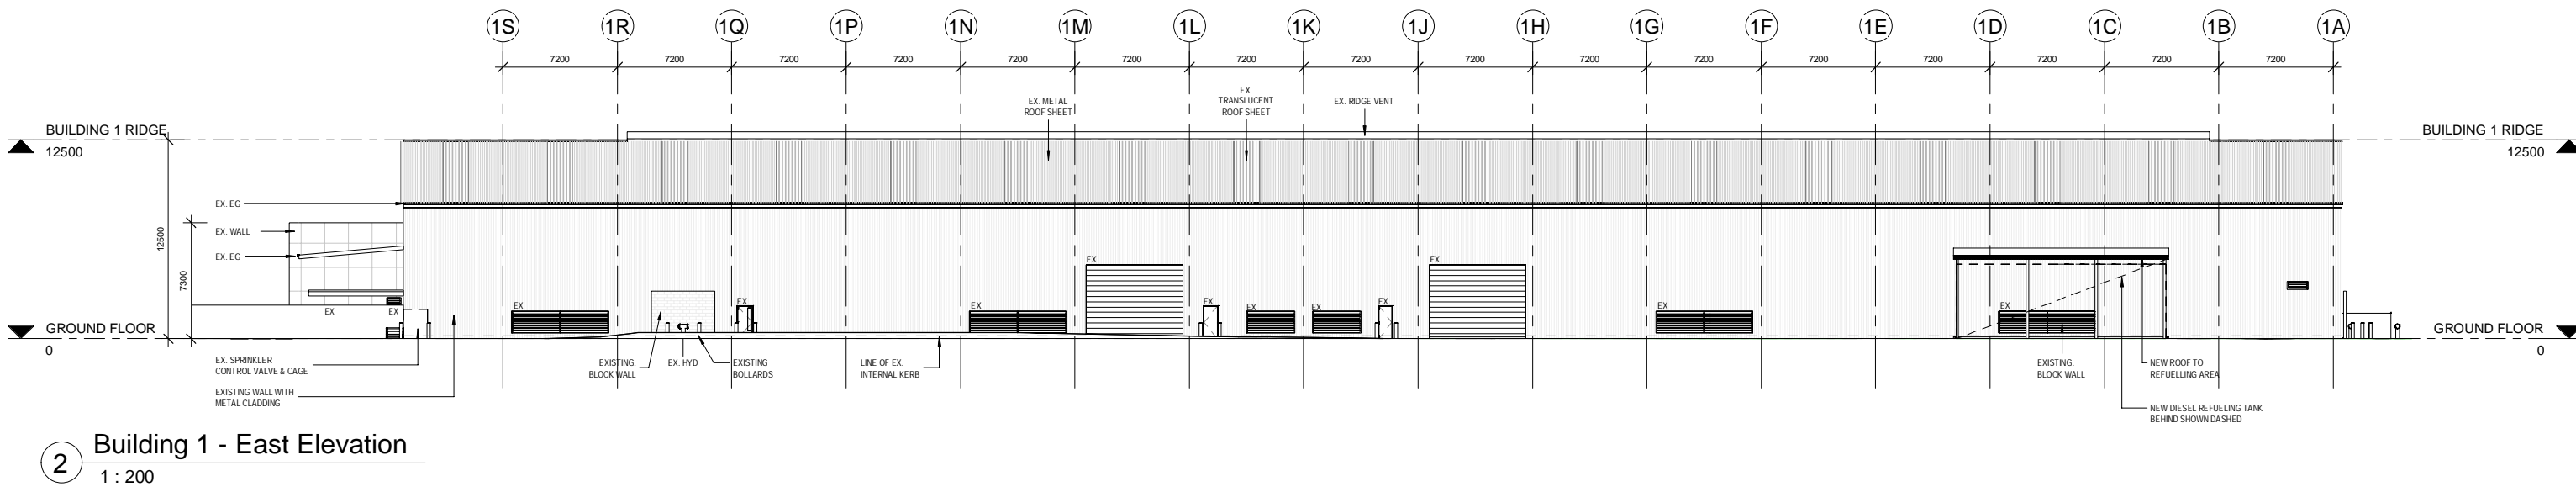 1S 1R 1Q 1P 1N 1M 1L 1K 1J 1H 1G 1F 1E 1D 1C 1B 1A
7200 7200 7200 7200 7200 7200 7200 7200 7200 7200 7200 7200 7200 7200 7200 7200
EX. METAL
ROOF SHEET
EX.
TRANSLUCENT
ROOF SHEET
EX. RIDGE VENT
BUILDING 1 RIDGE
12500
BUILDING 1 RIDGE
12500
EX. EG
EX. WALL
EX. EG
12500
7300
EX
EX
EX
EX
EX
EX
EX
EX
EX
EX
EX
EX
EX
EX
GROUND FLOOR
0
GROUND FLOOR
0
EX. SPRINKLER
CONTROL VALVE & CAGE
EXISTING WALL WITH
METAL CLADDING
EXISTING.
BLOCK WALL
EX. HYD
EXISTING
BOLLARDS
LINE OF EX.
INTERNAL KERB
EXISTING.
BLOCK WALL
NEW ROOF TO
REFUELLING AREA
NEW DIESEL REFUELING TANK
BEHIND SHOWN DASHED
2
Building 1 - East Elevation
1 : 200